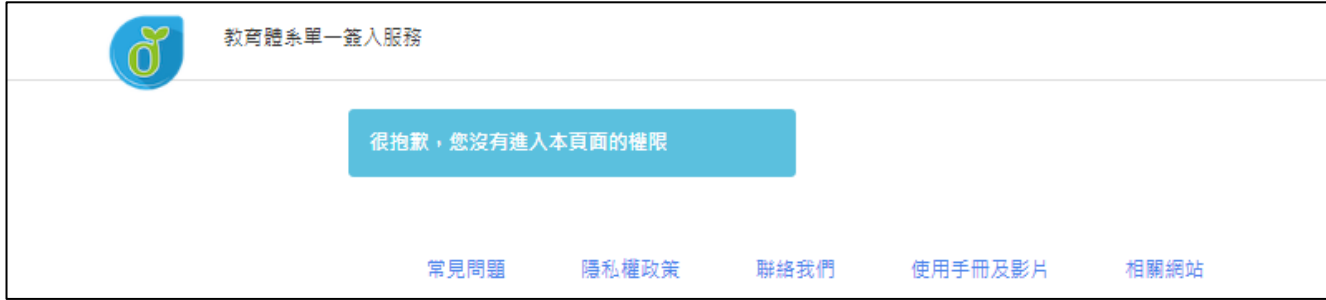 教育體系單一簽入服務
很抱歉，您沒有進入本頁面的權限
常見問題 隱私權政策 聯絡我們 使用手冊及影片 相關網站